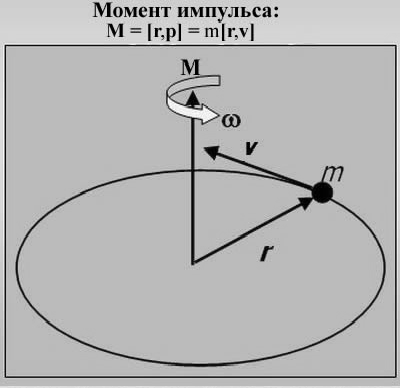 Момент импульса:
M = [r,p] = m[r,v]
M
ω
v
m
r